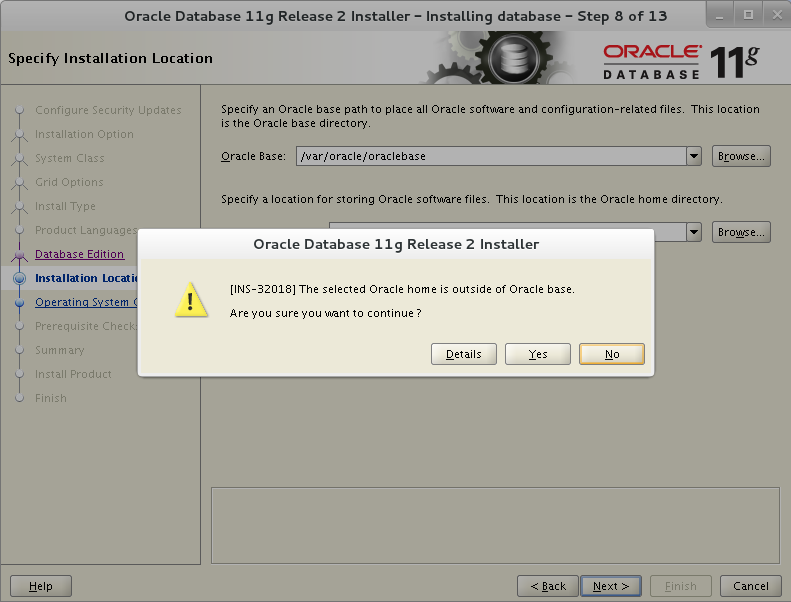 Oracle Database 11g Release 2 Installer - Installing database - Step 8 of 13
Specify Installation Location
ORACLE
DATABASE 11g
Configure Security Updates
Installation Option
System Class
Grid Options
Install Type
Product Languages
Database Edition
Installation Locatio
Operating System
Prerequisite Check
Summary
Install Product
Finish
Specify an Oracle base path to place all Oracle software and configuration-related files. This location
is the Oracle base directory.
Oracle Base: /var/oracle/oraclebase Browse...
Specify a location for storing Oracle software files. This location is the Oracle home directory.
Browse...
Oracle Database 11g Release 2 Installer
[INS-32018] The selected Oracle home is outside of Oracle base.
Are you sure you want to continue?
Details Yes No
Help < Back Next > Finish Cancel